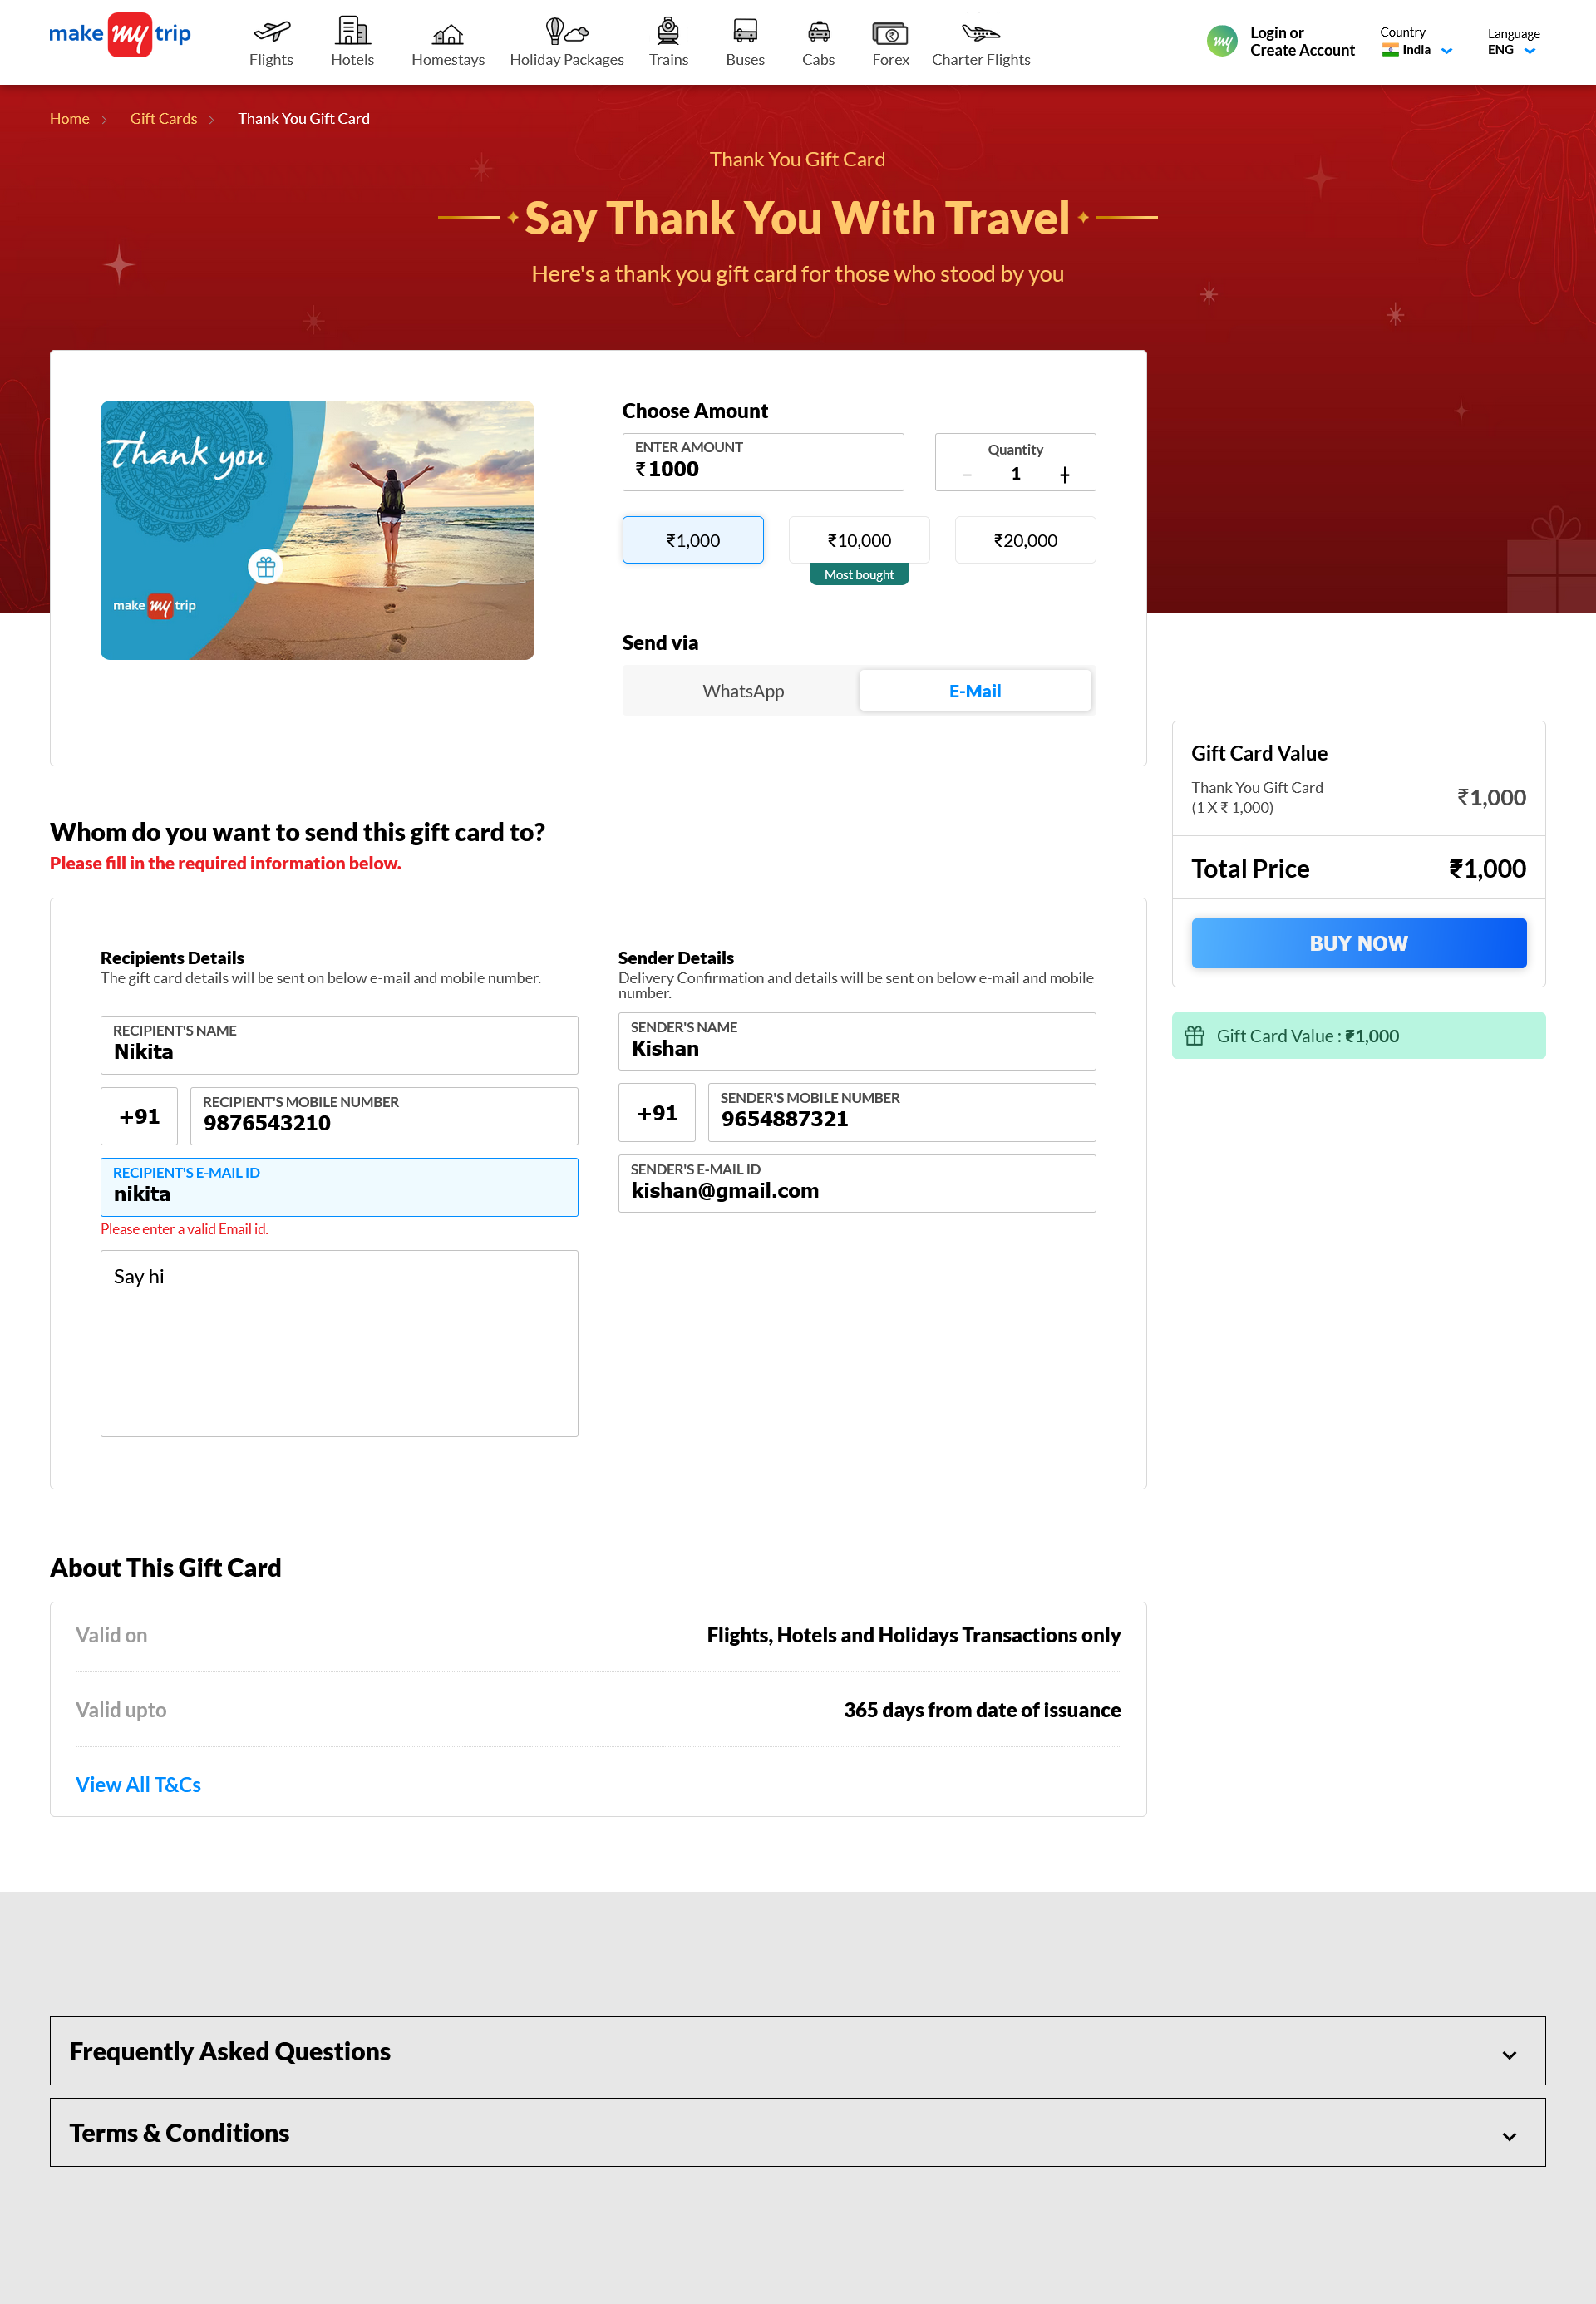 make my trip
Flights
Hotels
Homestays
Holiday Packages
Trains
Buses
Cabs
Forex
Charter Flights
my
Login or
Create Account
Country
India
Language
ENG
Home
Gift Cards
Thank You Gift Card
Thank You Gift Card
Say Thank You With Travel
Here's a thank you gift card for those who stood by you
Thank you
make my trip
Choose Amount
ENTER AMOUNT
₹ 1000
Quantity
− 1 +
₹1,000
₹10,000
₹20,000
Most bought
Send via
WhatsApp
E-Mail
Gift Card Value
Thank You Gift Card
(1 X ₹ 1,000)
₹1,000
Total Price
₹1,000
BUY NOW
Gift Card Value : ₹1,000
Whom do you want to send this gift card to?
Please fill in the required information below.
Recipients Details
The gift card details will be sent on below e-mail and mobile number.
RECIPIENT'S NAME
Nikita
+91
RECIPIENT'S MOBILE NUMBER
9876543210
RECIPIENT'S E-MAIL ID
nikita
Please enter a valid Email id.
Say hi
Sender Details
Delivery Confirmation and details will be sent on below e-mail and mobile
number.
SENDER'S NAME
Kishan
+91
SENDER'S MOBILE NUMBER
9654887321
SENDER'S E-MAIL ID
kishan@gmail.com
About This Gift Card
Valid on
Flights, Hotels and Holidays Transactions only
Valid upto
365 days from date of issuance
View All T&Cs
Frequently Asked Questions
Terms & Conditions